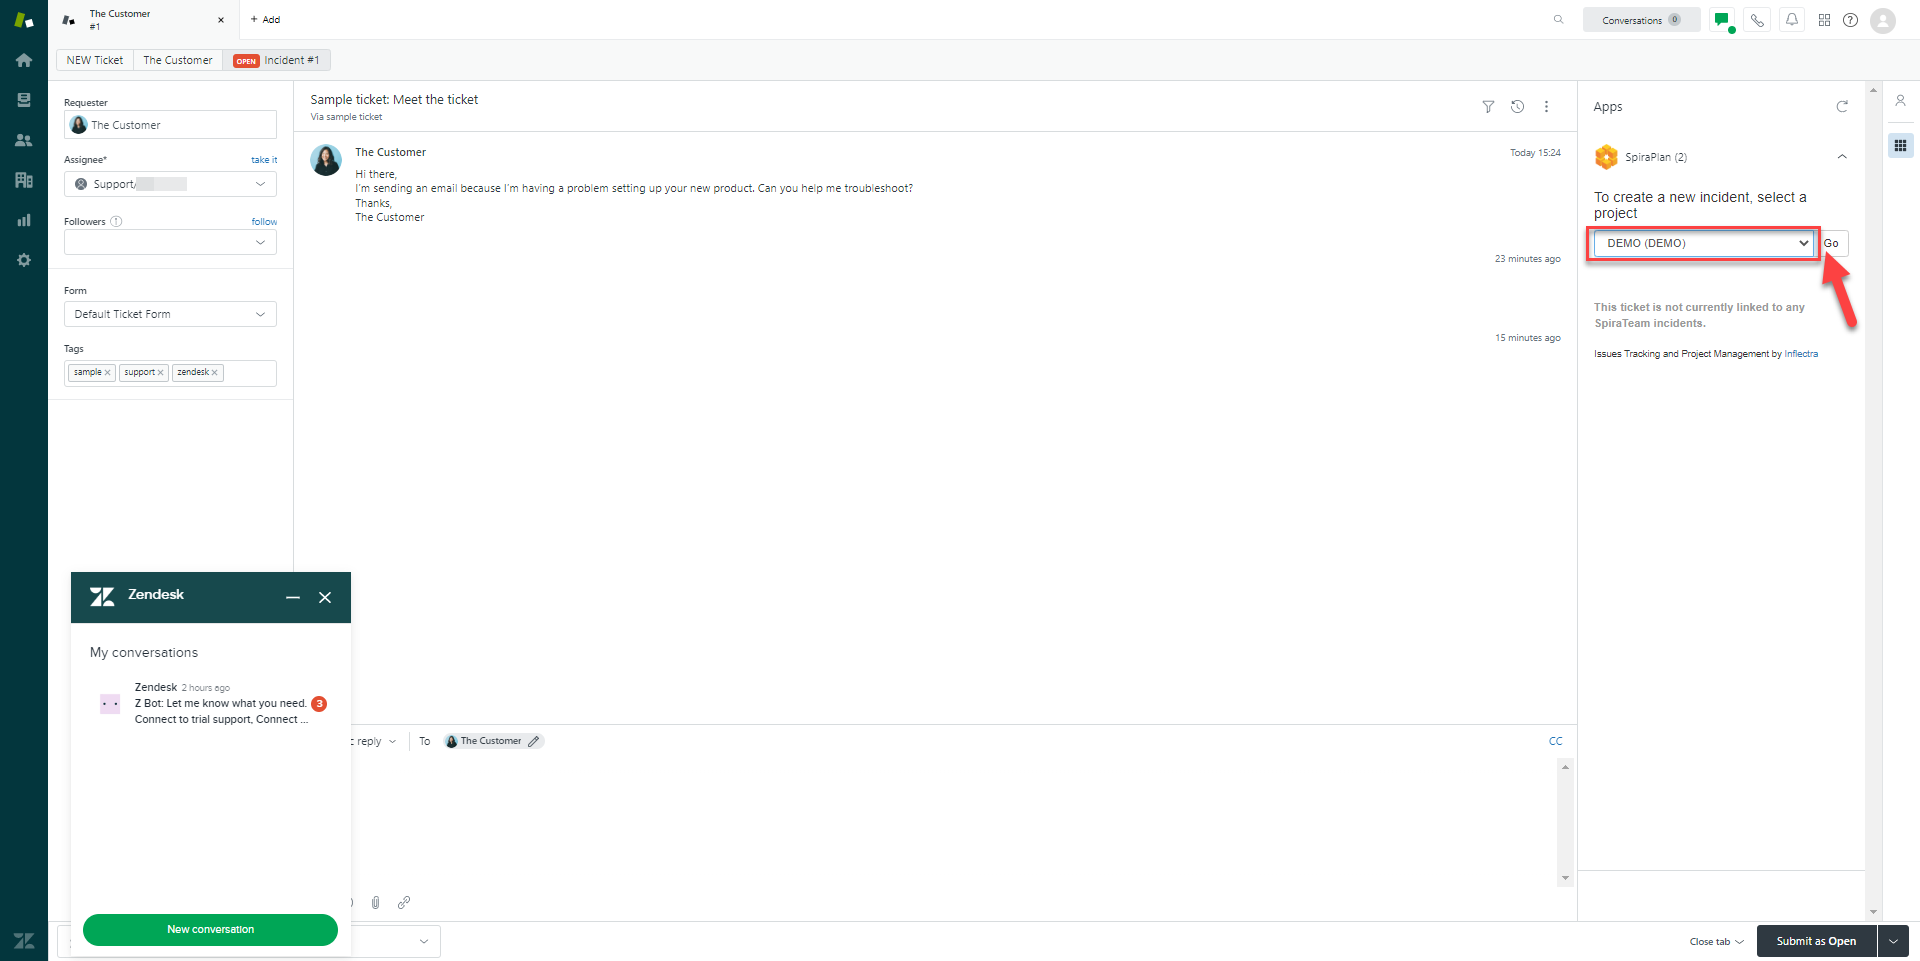 The Customer
#1
+ Add
Conversations 0
NEW Ticket
The Customer
OPEN Incident #1
Requester
The Customer
Assignee*
take it
Support/
Followers
follow
Form
Default Ticket Form
Tags
sample ×
support ×
zendesk ×
Sample ticket: Meet the ticket
Via sample ticket
The Customer
Today 15:24
Hi there,
I'm sending an email because I'm having a problem setting up your new product. Can you help me troubleshoot?
Thanks,
The Customer
23 minutes ago
15 minutes ago
Apps
SpiraPlan (2)
To create a new incident, select a
project
DEMO (DEMO)
Go
This ticket is not currently linked to any
SpiraTeam incidents.
Issues Tracking and Project Management by Inflectra
Zendesk
My conversations
Zendesk 2 hours ago
Z Bot: Let me know what you need.
3
Connect to trial support, Connect ...
New conversation
c reply
To
The Customer
CC
Close tab
Submit as Open